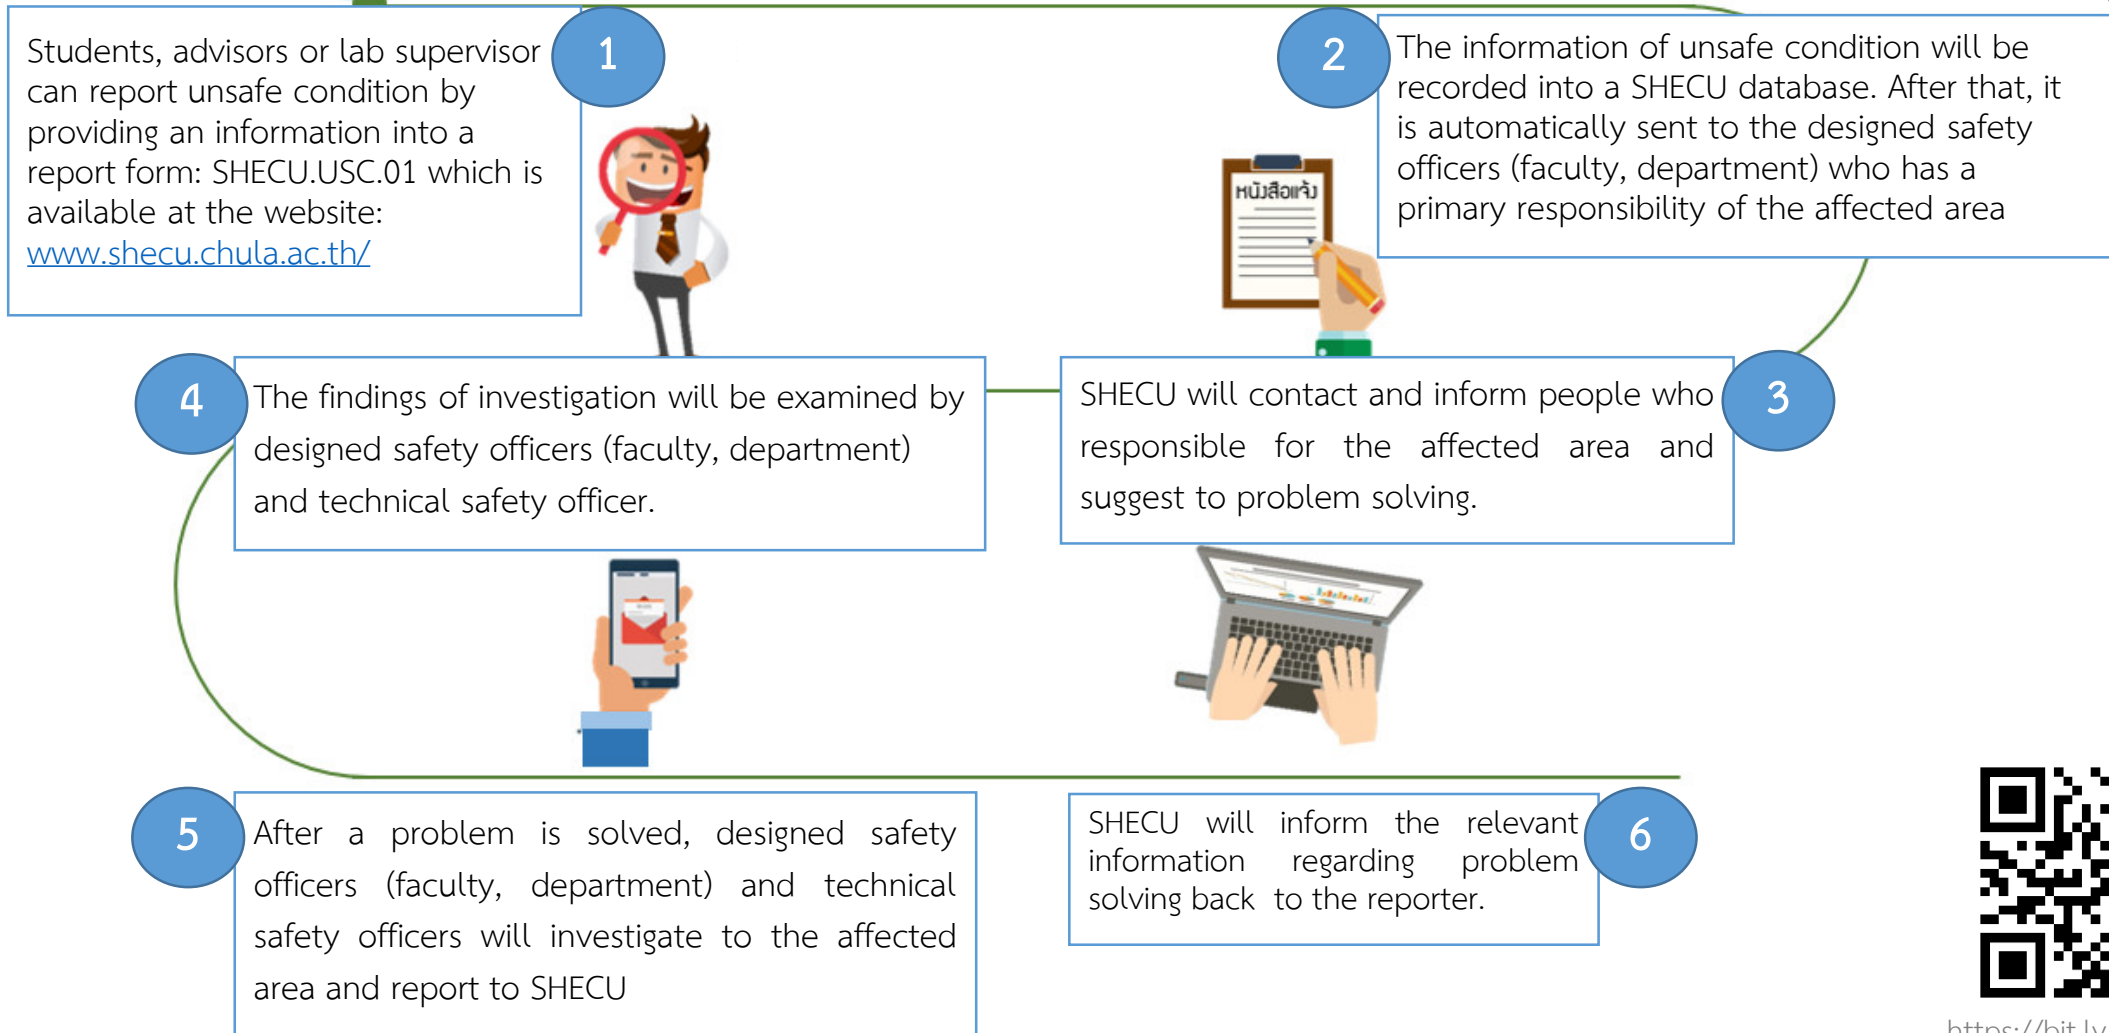 1
Students, advisors or lab supervisor
can report unsafe condition by
providing an information into a
report form: SHECU.USC.01 which is
available at the website:
www.shecu.chula.ac.th/
2
The information of unsafe condition will be
recorded into a SHECU database. After that, it
is automatically sent to the designed safety
officers (faculty, department) who has a
primary responsibility of the affected area
หนังสือแจ้ง
3
SHECU will contact and inform people who
responsible for the affected area and
suggest to problem solving.
4
The findings of investigation will be examined by
designed safety officers (faculty, department)
and technical safety officer.
5
After a problem is solved, designed safety
officers (faculty, department) and technical
safety officers will investigate to the affected
area and report to SHECU
6
SHECU will inform the relevant
information regarding problem
solving back to the reporter.
https://bit.ly